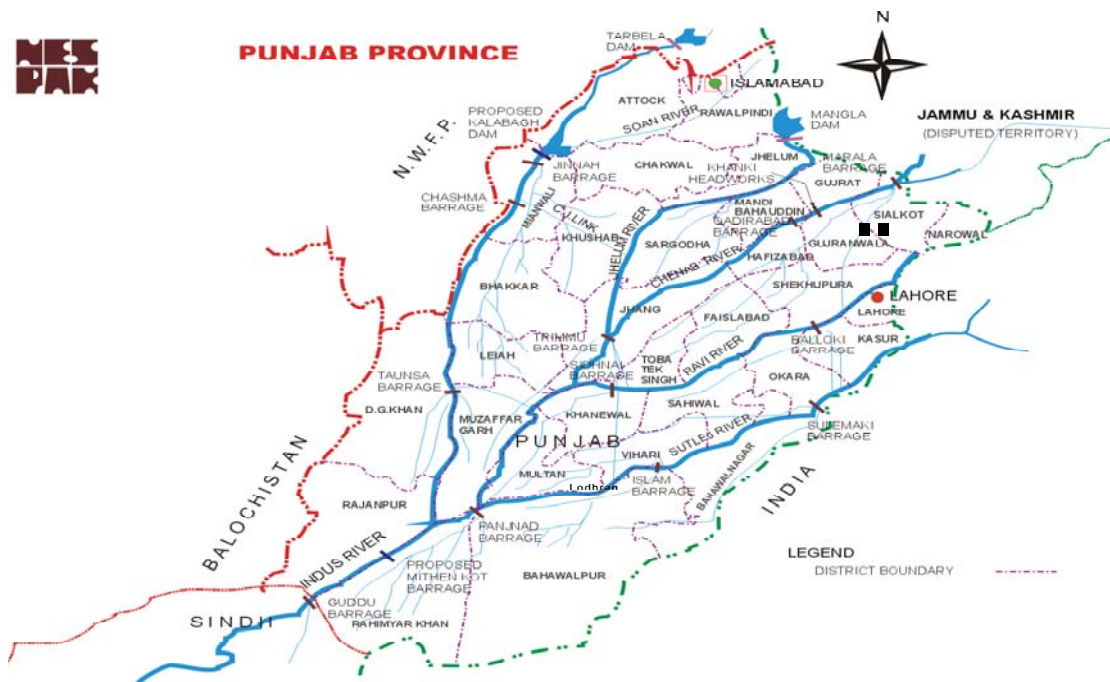 NES
PAK
PUNJAB PROVINCE
N
TARBELA
DAM
ISLAMABAD
ATTOCK
SOAN RIVER
RAWALPINDI
PROPOSED
KALABAGH
DAM
MANGLA
DAM
JAMMU & KASHMIR
(DISPUTED TERRITORY)
N.W.F.P.
JINNAH
BARRAGE
CHAKWAL
JHELUM
KHANKI
HEADWORKS
MARALA
BARRAGE
GUJRAT
CHASHMA
BARRAGE
MIANWALI
C.J.LINK
KHUSHAB
JHELUM RIVER
MANDI
BAHAUDDIN
QADIRABAD
BARRAGE
SIALKOT
NAROWAL
SARGODHA
GUJRANWALA
CHENAB RIVER
HAFIZABAD
BHAKKAR
SHEKHUPURA
JHANG
LAHORE
LAHORE
FAISLABAD
TRIMMU
BARRAGE
BALLOKI
BARRAGE
KASUR
LEIAH
SIDHNAI
BARRAGE
TOBA
TEK
SINGH
RAVI RIVER
TAUNSA
BARRAGE
OKARA
D.G.KHAN
MUZAFFAR
GARH
KHANEWAL
SAHIWAL
PUNJAB
SUTLEJ RIVER
SULEMAKI
BARRAGE
VIHARI
MULTAN
Lodhran
ISLAM
BARRAGE
BAHAWALNAGAR
INDIA
BALOCHISTAN
RAJANPUR
PANJNAD
BARRAGE
INDUS RIVER
PROPOSED
MITHEN KOT
BARRAGE
BAHAWALPUR
LEGEND
DISTRICT BOUNDARY
GUDDU
BARRAGE
SINDH
RAHIMYAR KHAN